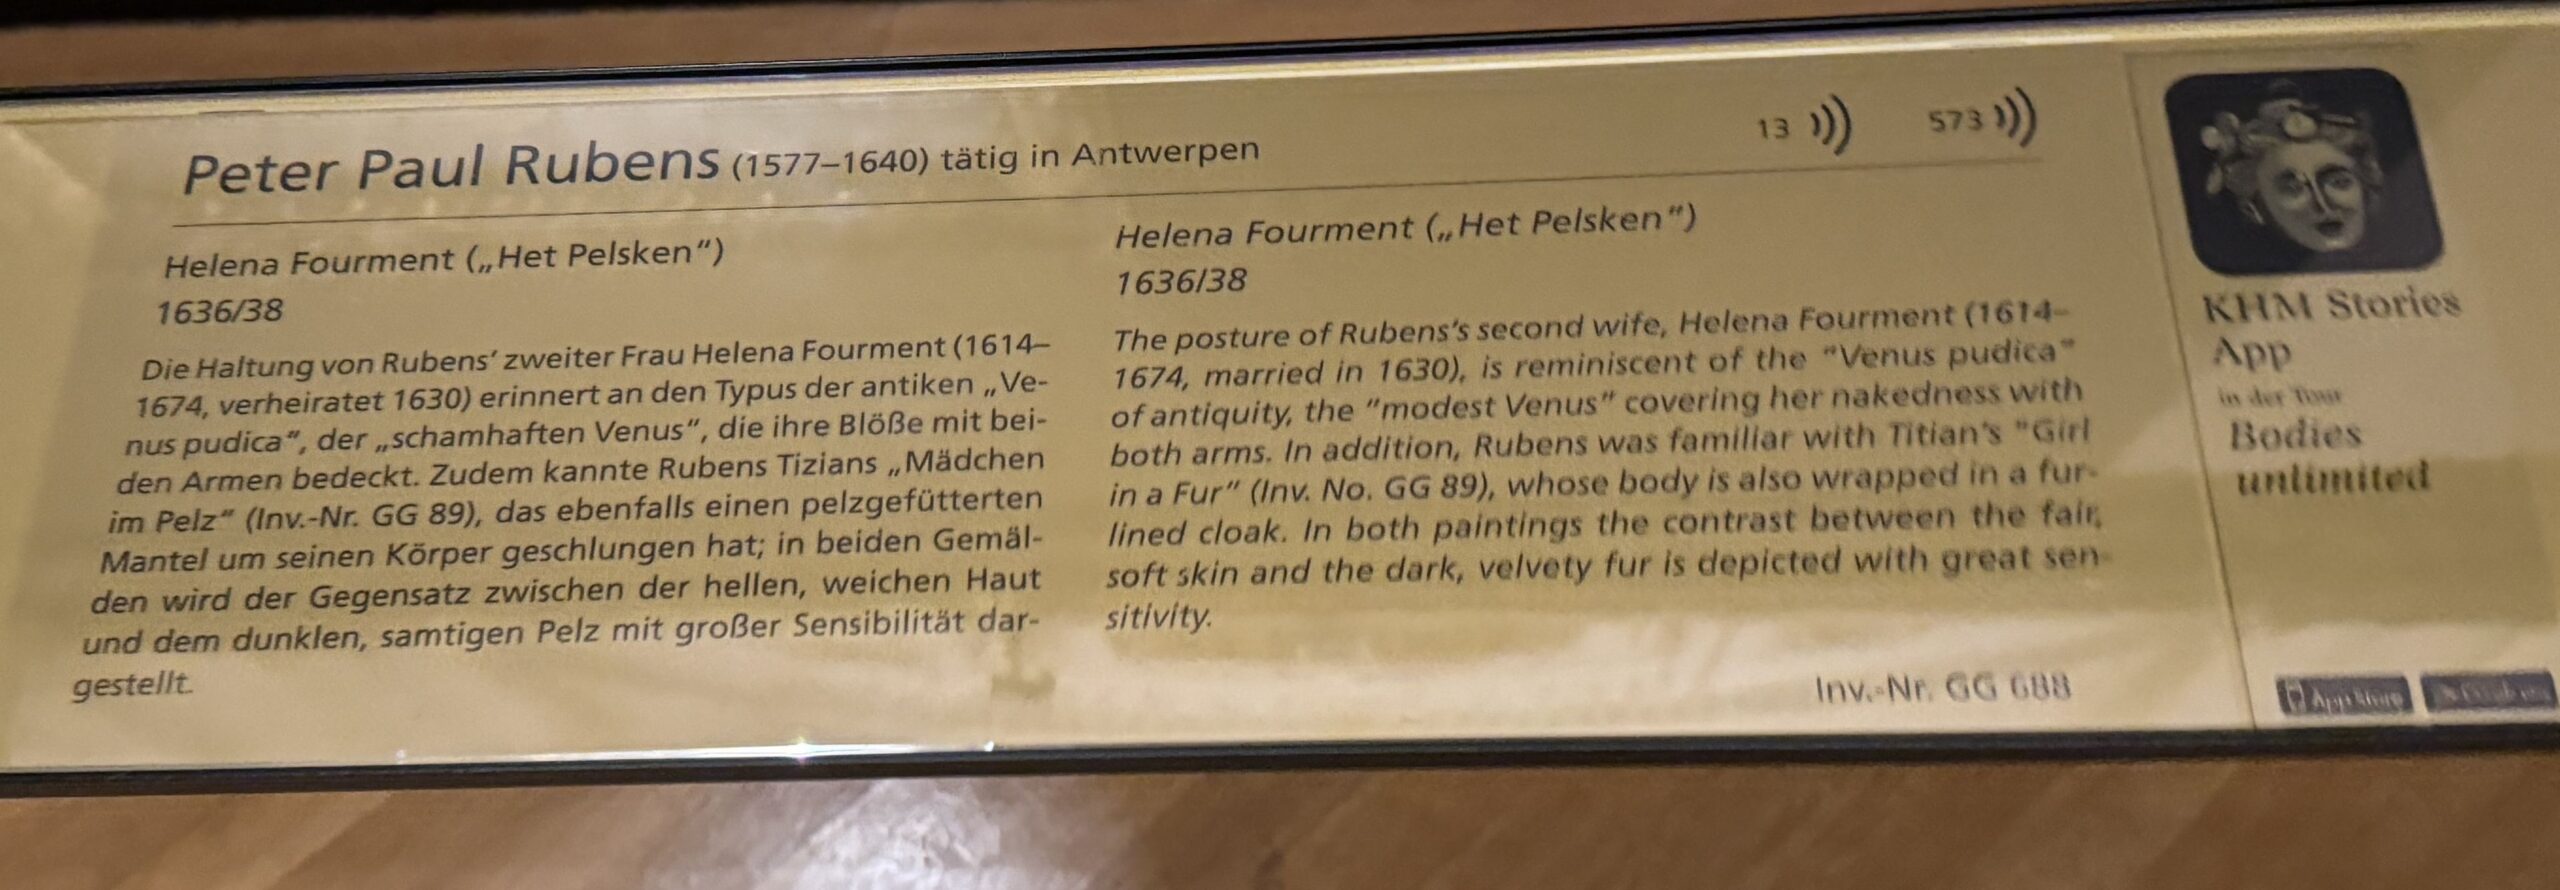 Peter Paul Rubens (1577–1640) tätig in Antwerpen
13 573
Helena Fourment („Het Pelsken“)
1636/38
Die Haltung von Rubens’ zweiter Frau Helena Fourment (1614–
1674, verheiratet 1630) erinnert an den Typus der antiken „Ve-
nus pudica“, der „schamhaften Venus“, die ihre Blöße mit bei-
den Armen bedeckt. Zudem kannte Rubens Tizians „Mädchen
im Pelz“ (Inv.-Nr. GG 89), das ebenfalls einen pelzgefütterten
Mantel um seinen Körper geschlungen hat; in beiden Gemäl-
den wird der Gegensatz zwischen der hellen, weichen Haut
und dem dunklen, samtigen Pelz mit großer Sensibilität dar-
gestellt.
Helena Fourment („Het Pelsken“)
1636/38
The posture of Rubens’s second wife, Helena Fourment (1614–
1674, married in 1630), is reminiscent of the "Venus pudica"
of antiquity, the "modest Venus" covering her nakedness with
both arms. In addition, Rubens was familiar with Titian's "Girl
in a Fur" (Inv. No. GG 89), whose body is also wrapped in a fur-
lined cloak. In both paintings the contrast between the fair,
soft skin and the dark, velvety fur is depicted with great sen-
sitivity.
Inv.-Nr. GG 688
KHM Stories
App
in der Tour
Bodies
unlimited
App Store